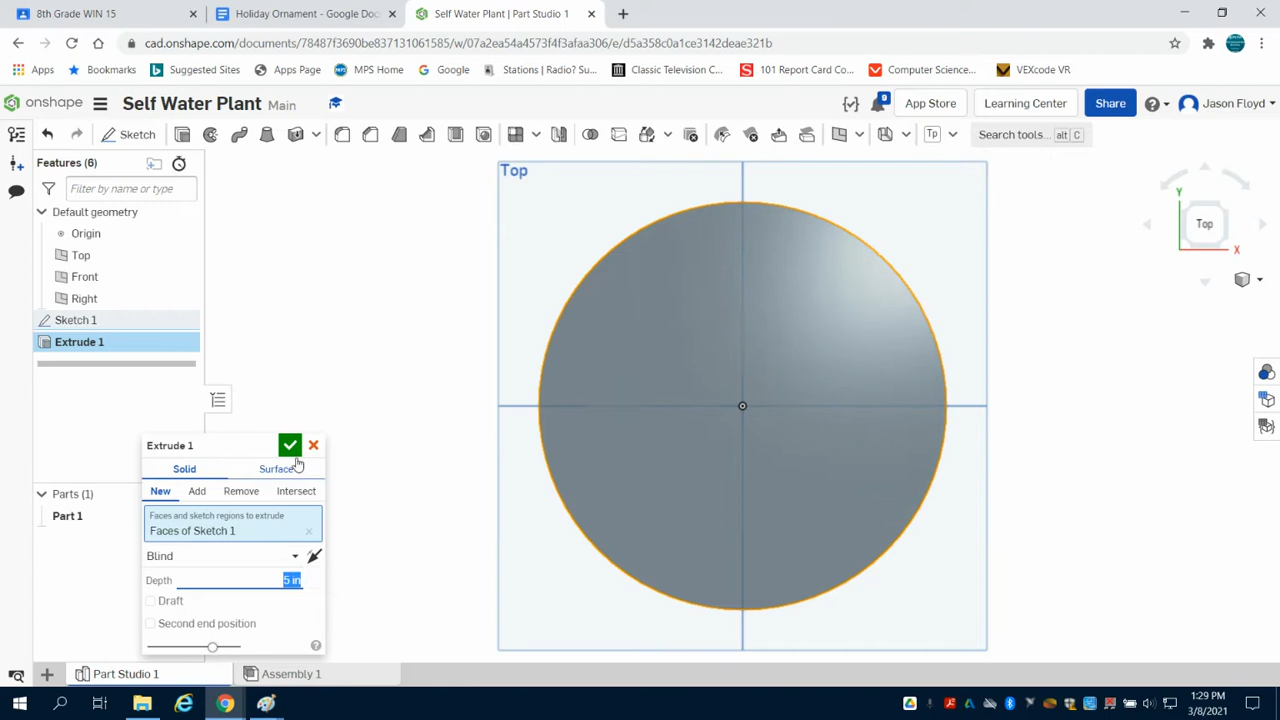 8th Grade WIN 15
Holiday Ornament - Google Docs
Self Water Plant | Part Studio 1
cad.onshape.com/documents/78487f3690be837131061585/w/07a2ea54a4573f4f3afaa306/e/d5a358c0a1ce3142deae321b
Apps
Bookmarks
Suggested Sites
Apps Page
MPS Home
Google
Stations | Radio? Su...
Classic Television C...
101 Report Card Co...
Computer Science...
VEXcode VR
onshape
Self Water Plant Main
9
App Store
Learning Center
Share
Jason Floyd
Sketch
Tp
Search tools... alt C
Features (6)
Filter by name or type
Default geometry
Origin
Top
Front
Right
Sketch 1
Extrude 1
Parts (1)
Part 1
Extrude 1
Solid
Surface
New
Add
Remove
Intersect
Faces and sketch regions to extrude
Faces of Sketch 1
Blind
Depth
5 in
Draft
Second end position
Top
Y
Top
X
Part Studio 1
Assembly 1
1:29 PM
3/8/2021